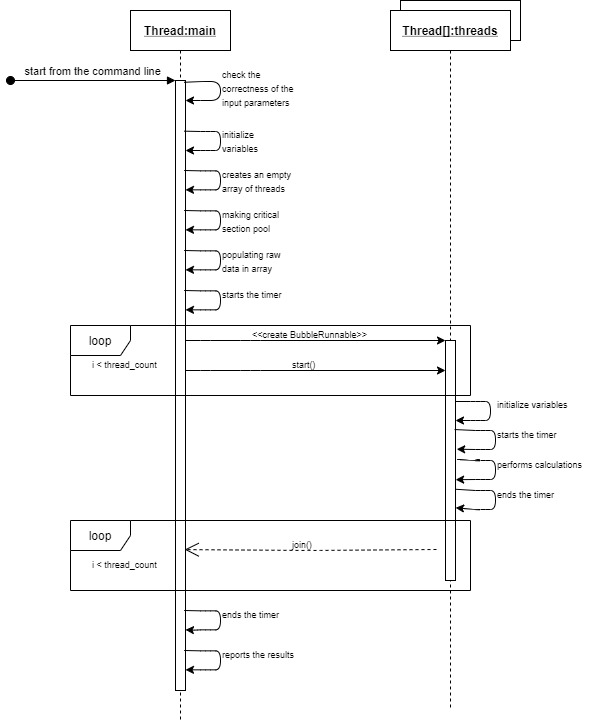 Thread:main
Thread[]:threads
start from the command line
check the
correctness of the
input parameters
initialize
variables
creates an empty
array of threads
making critical
section pool
populating raw
data in array
starts the timer
loop
<<create BubbleRunnable>>
i < thread_count
start()
initialize variables
starts the timer
performs calculations
ends the timer
loop
join()
i < thread_count
ends the timer
reports the results